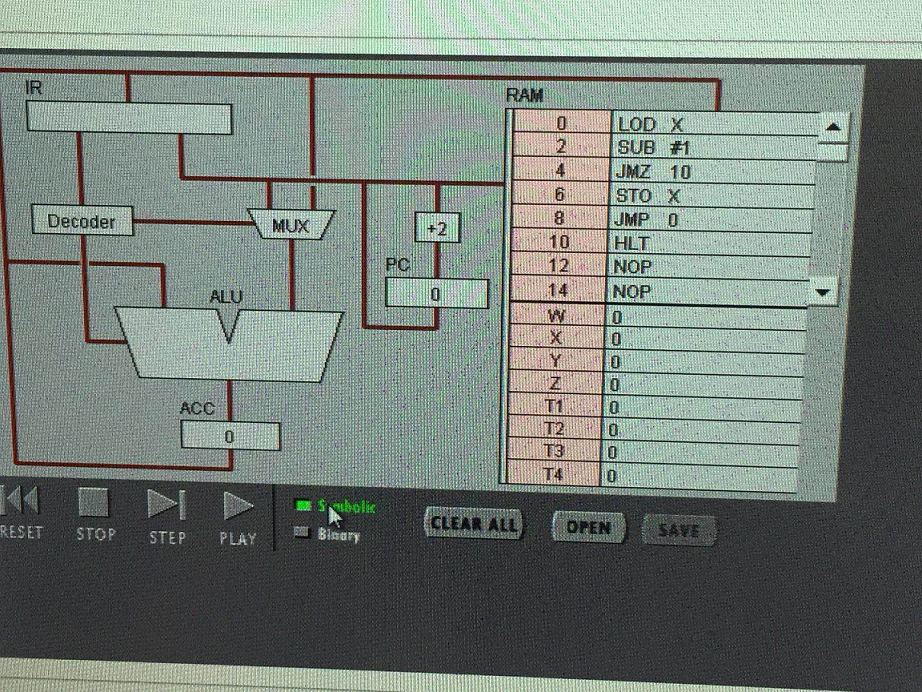 IR
RAM
0 LOD X
2 SUB #1
4 JMZ 10
6 STO X
8 JMP 0
10 HLT
12 NOP
14 NOP
W 0
X 0
Y 0
Z 0
T1 0
T2 0
T3 0
T4 0
Decoder
MUX
+2
PC
0
ALU
ACC
0
RESET
STOP
STEP
PLAY
Symbolic
Binary
CLEAR ALL
OPEN
SAVE